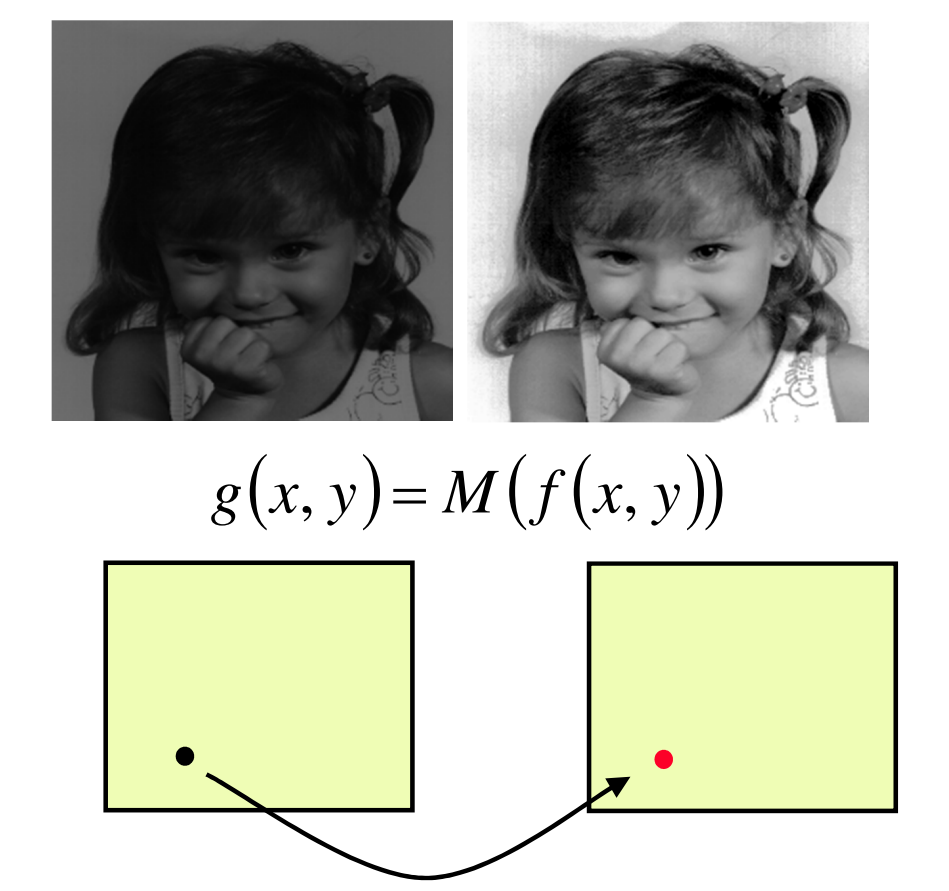 g(x, y) = M(f(x, y))